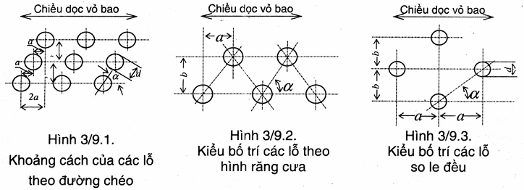 Chiều dọc vỏ bao
a
a
2a
α
2d
Hình 3/9.1.
Khoảng cách của các lỗ
theo đường chéo
Chiều dọc vỏ bao
a
b
α
Hình 3/9.2.
Kiểu bố trí các lỗ theo
hình răng cưa
Chiều dọc vỏ bao
b
b
d
α
a
a
Hình 3/9.3.
Kiểu bố trí các lỗ
so le đều